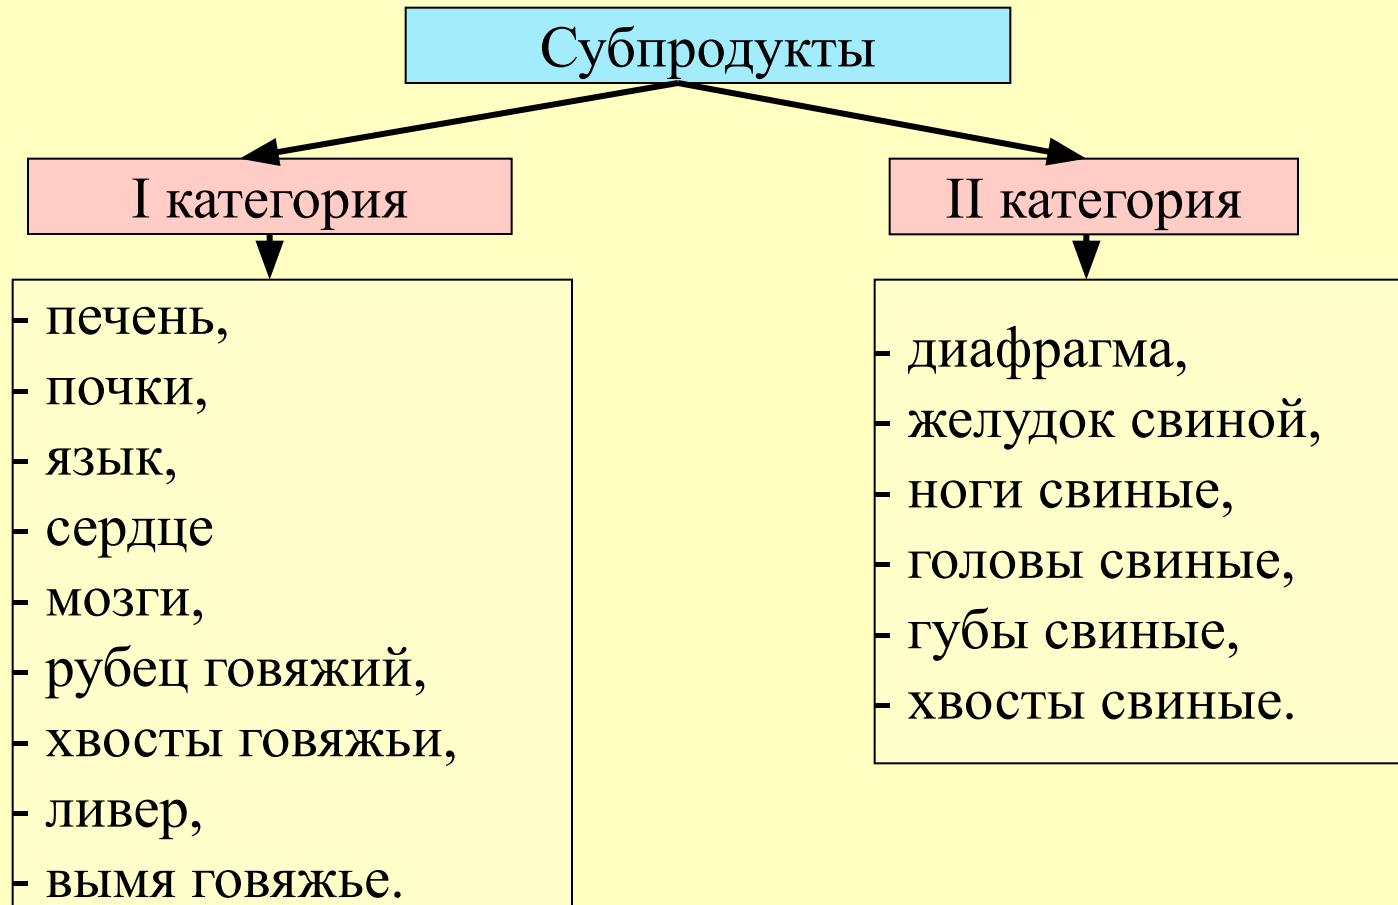 Субпродукты
I категория
- печень,
- почки,
- язык,
- сердце
- мозги,
- рубец говяжий,
- хвосты говяжьи,
- ливер,
- вымя говяжье.
II категория
- диафрагма,
- желудок свиной,
- ноги свиные,
- головы свиные,
- губы свиные,
- хвосты свиные.